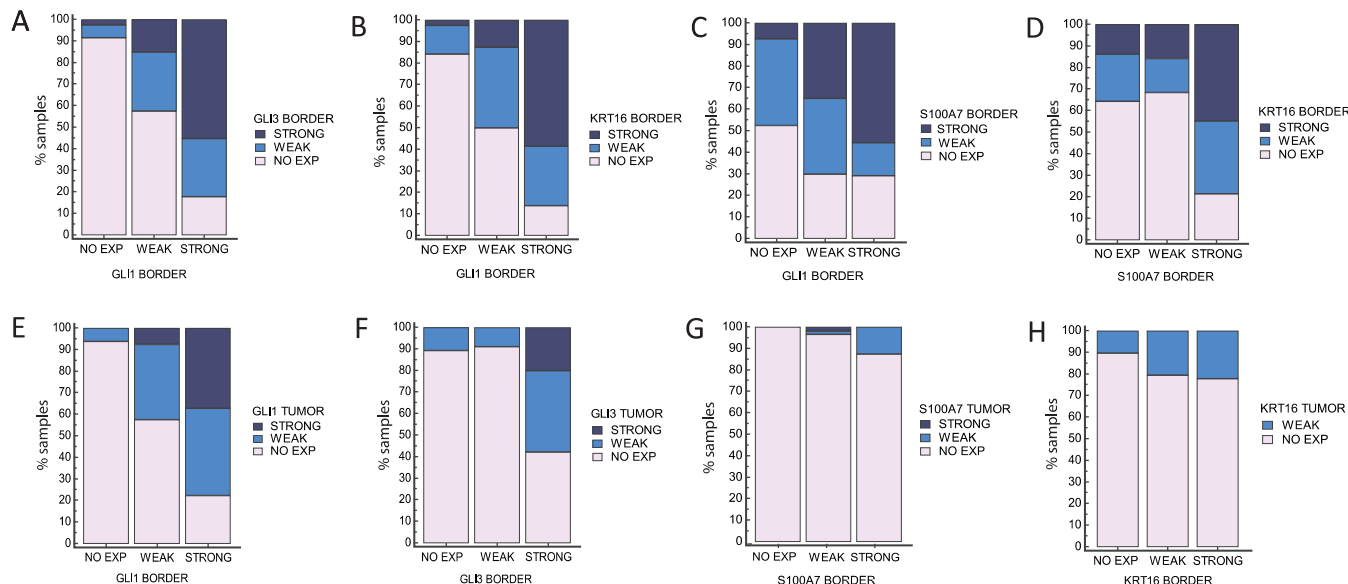 A
% samples
100
90
80
70
60
50
40
30
20
10
0
NO EXP WEAK STRONG
GLI1 BORDER
GLI3 BORDER
STRONG
WEAK
NO EXP
B
% samples
100
90
80
70
60
50
40
30
20
10
0
NO EXP WEAK STRONG
GLI1 BORDER
KRT16 BORDER
STRONG
WEAK
NO EXP
C
% samples
100
90
80
70
60
50
40
30
20
10
0
NO EXP WEAK STRONG
GLI1 BORDER
S100A7 BORDER
STRONG
WEAK
NO EXP
D
% samples
100
90
80
70
60
50
40
30
20
10
0
NO EXP WEAK STRONG
S100A7 BORDER
KRT16 BORDER
STRONG
WEAK
NO EXP
E
% samples
100
90
80
70
60
50
40
30
20
10
0
NO EXP WEAK STRONG
GLI1 BORDER
GLI1 TUMOR
STRONG
WEAK
NO EXP
F
% samples
100
90
80
70
60
50
40
30
20
10
0
NO EXP WEAK STRONG
GLI3 BORDER
GLI3 TUMOR
STRONG
WEAK
NO EXP
G
% samples
100
90
80
70
60
50
40
30
20
10
0
NO EXP WEAK STRONG
S100A7 BORDER
S100A7 TUMOR
STRONG
WEAK
NO EXP
H
% samples
100
90
80
70
60
50
40
30
20
10
0
NO EXP WEAK STRONG
KRT16 BORDER
KRT16 TUMOR
WEAK
NO EXP